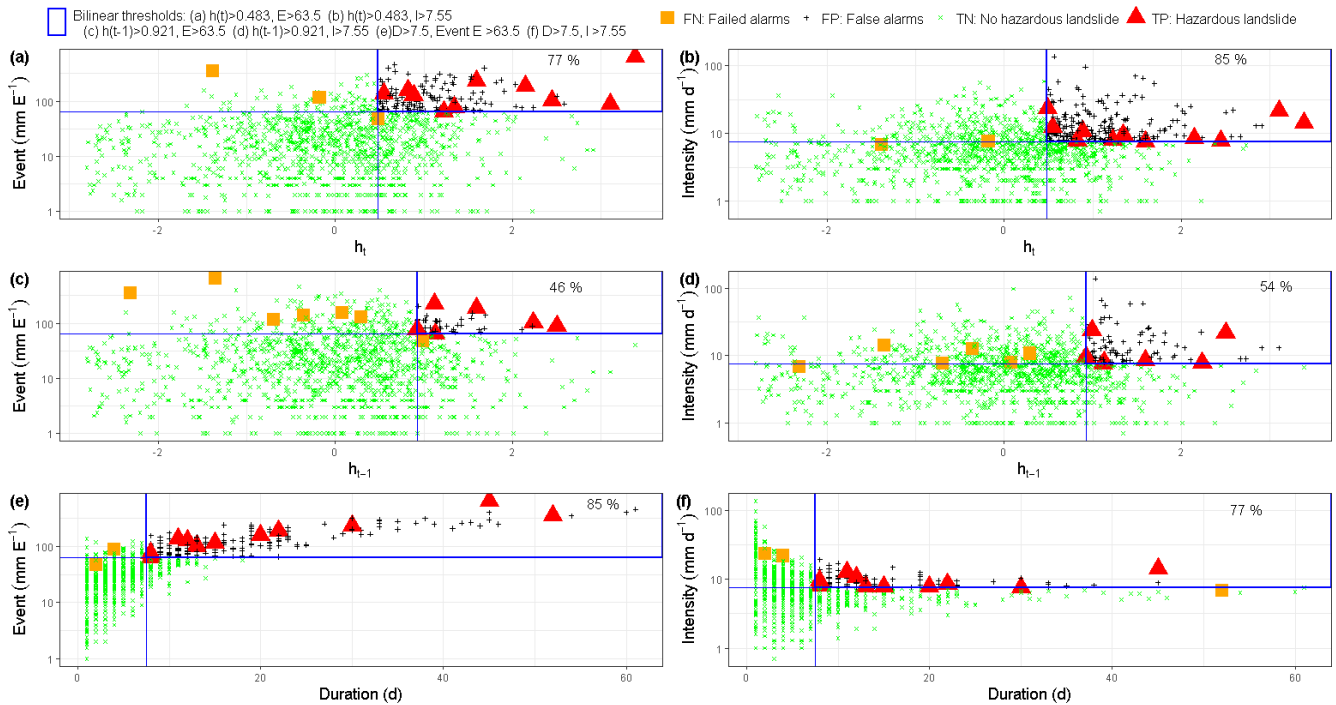 Bilinear thresholds: (a) h(t)>0.483, E>63.5 (b) h(t)>0.483, I>7.55
(c) h(t-1)>0.921, E>63.5 (d) h(t-1)>0.921, I>7.55 (e)D>7.5, Event E >63.5 (f) D>7.5, I >7.55
FN: Failed alarms + FP: False alarms × TN: No hazardous landslide TP: Hazardous landslide
(a)
77 %
Event (mm E⁻¹)
100
10
1
-2 0 2
hₜ
(b)
85 %
Intensity (mm d⁻¹)
100
10
1
-2 0 2
hₜ
(c)
46 %
Event (mm E⁻¹)
100
10
1
-2 0 2
hₜ₋₁
(d)
54 %
Intensity (mm d⁻¹)
100
10
1
-2 0 2
hₜ₋₁
(e)
85 %
Event (mm E⁻¹)
100
10
1
0 20 40 60
Duration (d)
(f)
77 %
Intensity (mm d⁻¹)
100
10
1
0 20 40 60
Duration (d)